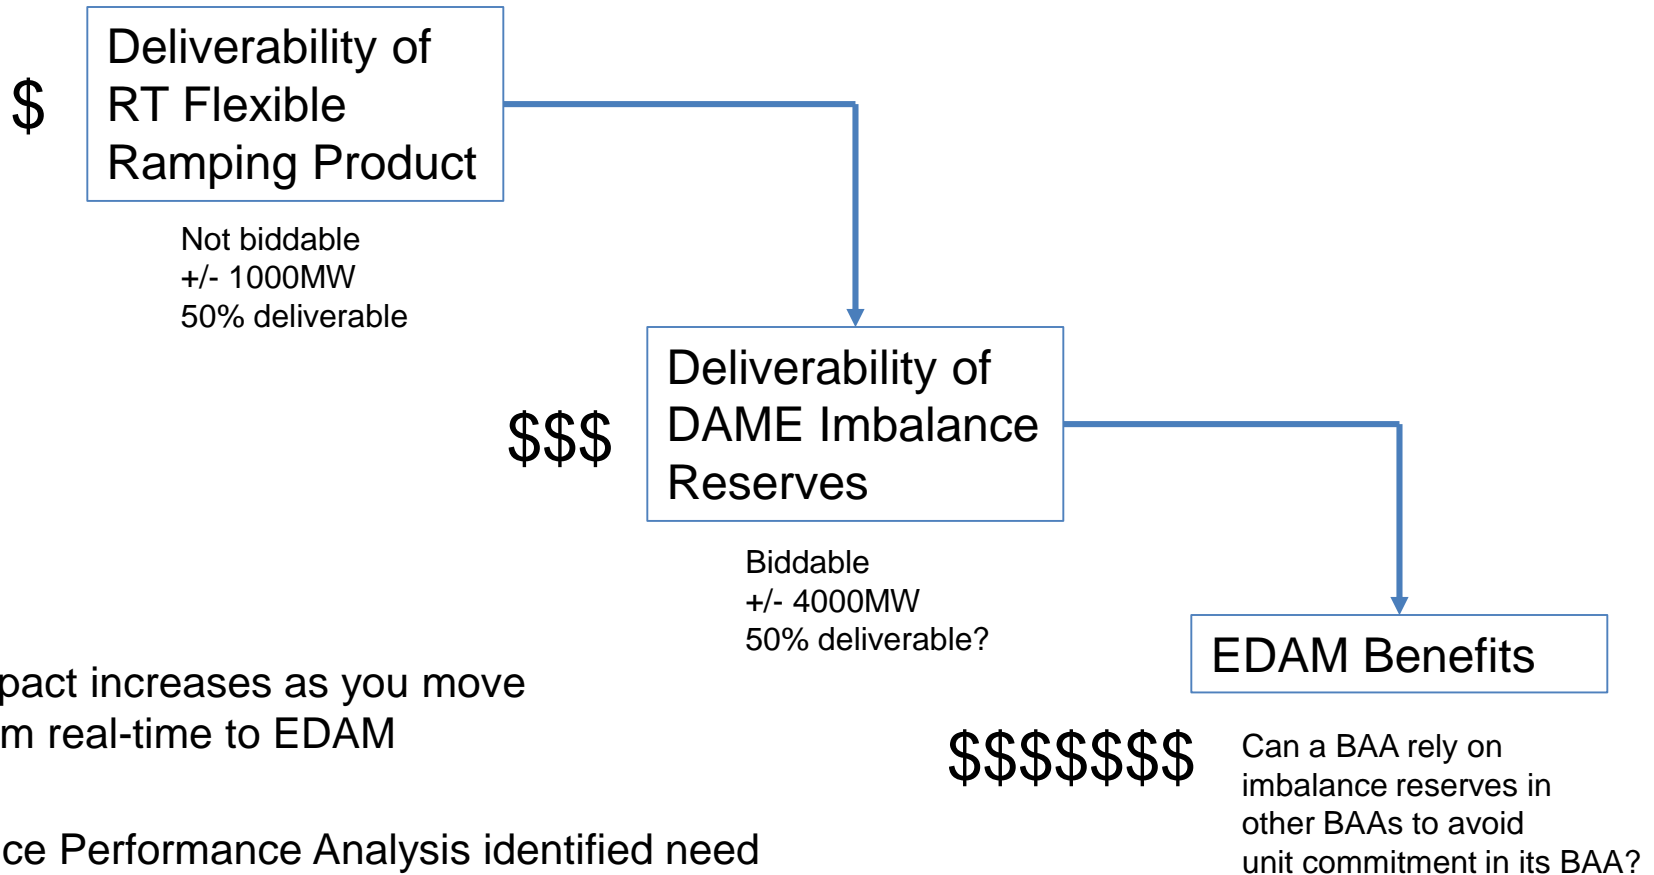 Deliverability of
RT Flexible
Ramping Product
$
Not biddable
+/- 1000MW
50% deliverable
Deliverability of
DAME Imbalance
Reserves
$$$
Biddable
+/- 4000MW
50% deliverable?
EDAM Benefits
$$$$$$$
Can a BAA rely on
imbalance reserves in
other BAAs to avoid
unit commitment in its BAA?
pact increases as you move
m real-time to EDAM
ce Performance Analysis identified need